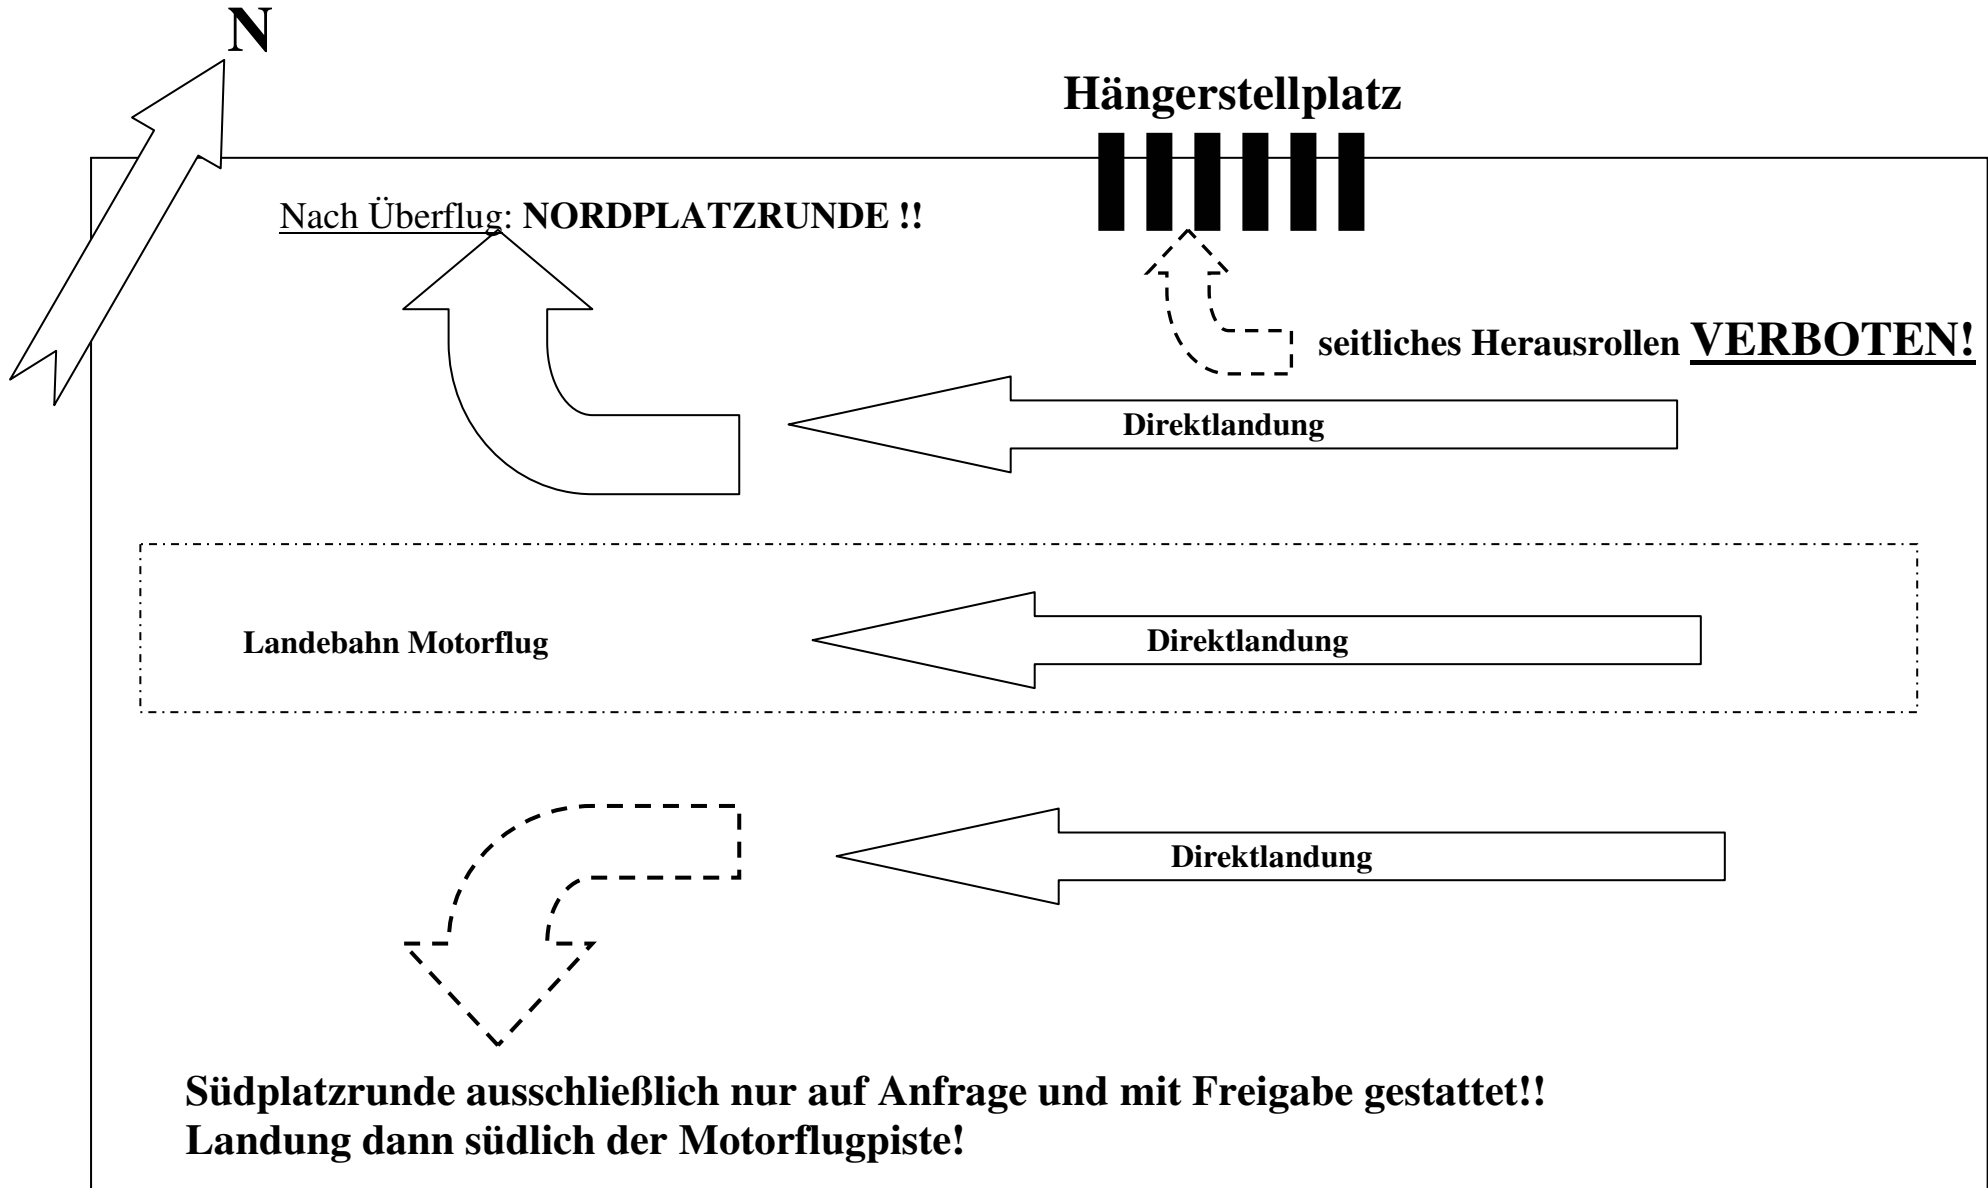 N
Hängerstellplatz
Nach Überflug: NORDPLATZRUNDE !!
seitliches Herausrollen VERBOTEN!
Direktlandung
Landebahn Motorflug
Direktlandung
Direktlandung
Südplatzrunde ausschließlich nur auf Anfrage und mit Freigabe gestattet!!
Landung dann südlich der Motorflugpiste!